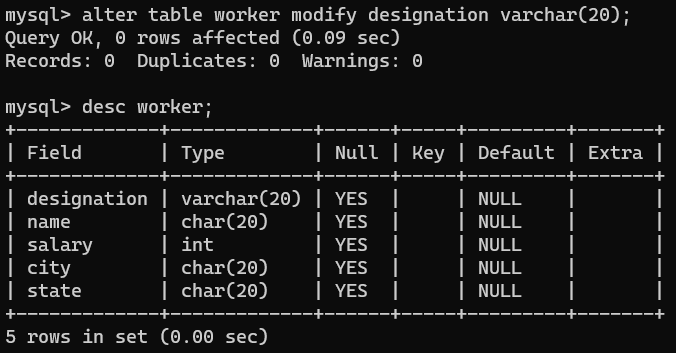 mysql> alter table worker modify designation varchar(20);
Query OK, 0 rows affected (0.09 sec)
Records: 0  Duplicates: 0  Warnings: 0

mysql> desc worker;
+-------------+-------------+------+-----+---------+-------+
| Field       | Type        | Null | Key | Default | Extra |
+-------------+-------------+------+-----+---------+-------+
| designation | varchar(20) | YES  |     | NULL    |       |
| name        | char(20)    | YES  |     | NULL    |       |
| salary      | int         | YES  |     | NULL    |       |
| city        | char(20)    | YES  |     | NULL    |       |
| state       | char(20)    | YES  |     | NULL    |       |
+-------------+-------------+------+-----+---------+-------+
5 rows in set (0.00 sec)